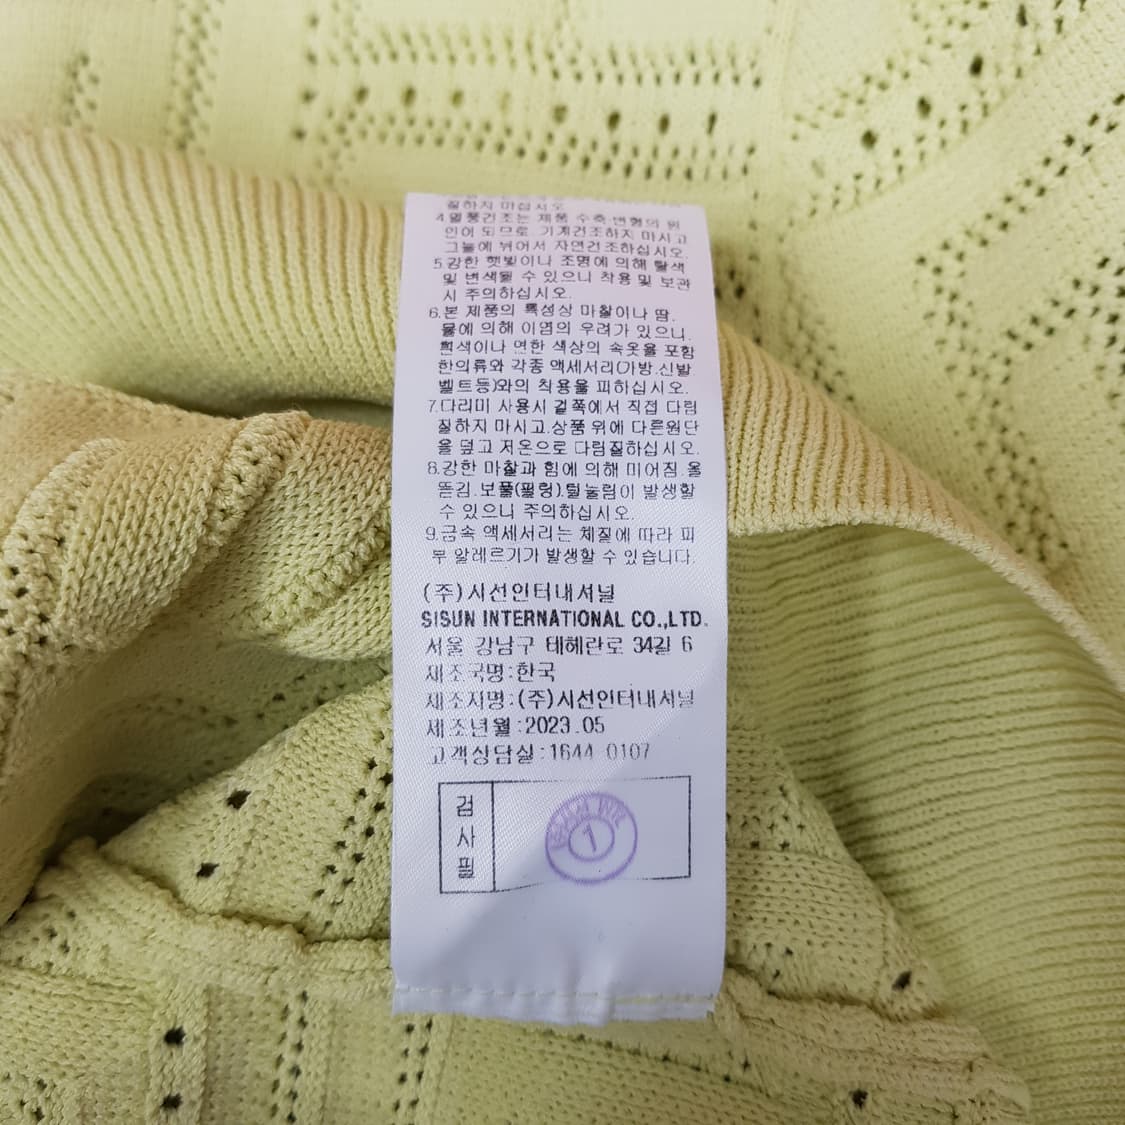 질하지 마십시오
4.열풍건조는 제품 수축·변형의 원
인이 되므로, 기계건조하지 마시고
그늘에 뉘어서 자연건조하십시오.
5.강한 햇빛이나 조명에 의해 탈색
및 변색될 수 있으니 착용 및 보관
시 주의하십시오.
6.본 제품의 특성상 마찰이나 땀,
물에 의해 이염의 우려가 있으니,
흰색이나 연한 색상의 속옷을 포함
한의류와 각종 액세서리(가방,신발
벨트등)와의 착용을 피하십시오.
7.다리미 사용시 겉쪽에서 직접 다림
질하지 마시고,상품 위에 다른원단
을 덮고 저온으로 다림질하십시오.
8.강한 마찰과 힘에 의해 미어짐,올
뜯김,보풀(필링),털눌림이 발생할
수 있으니 주의하십시오.
9.금속 액세서리는 체질에 따라 피
부 알레르기가 발생할 수 있습니다.
(주)시선인터내셔널
SISUN INTERNATIONAL CO.,LTD.
서울 강남구 테헤란로 34길 6
제조국명:한국
제조자명:(주)시선인터내셔널
제조년월:2023.05
고객상담실:1644 0107
검사필
1